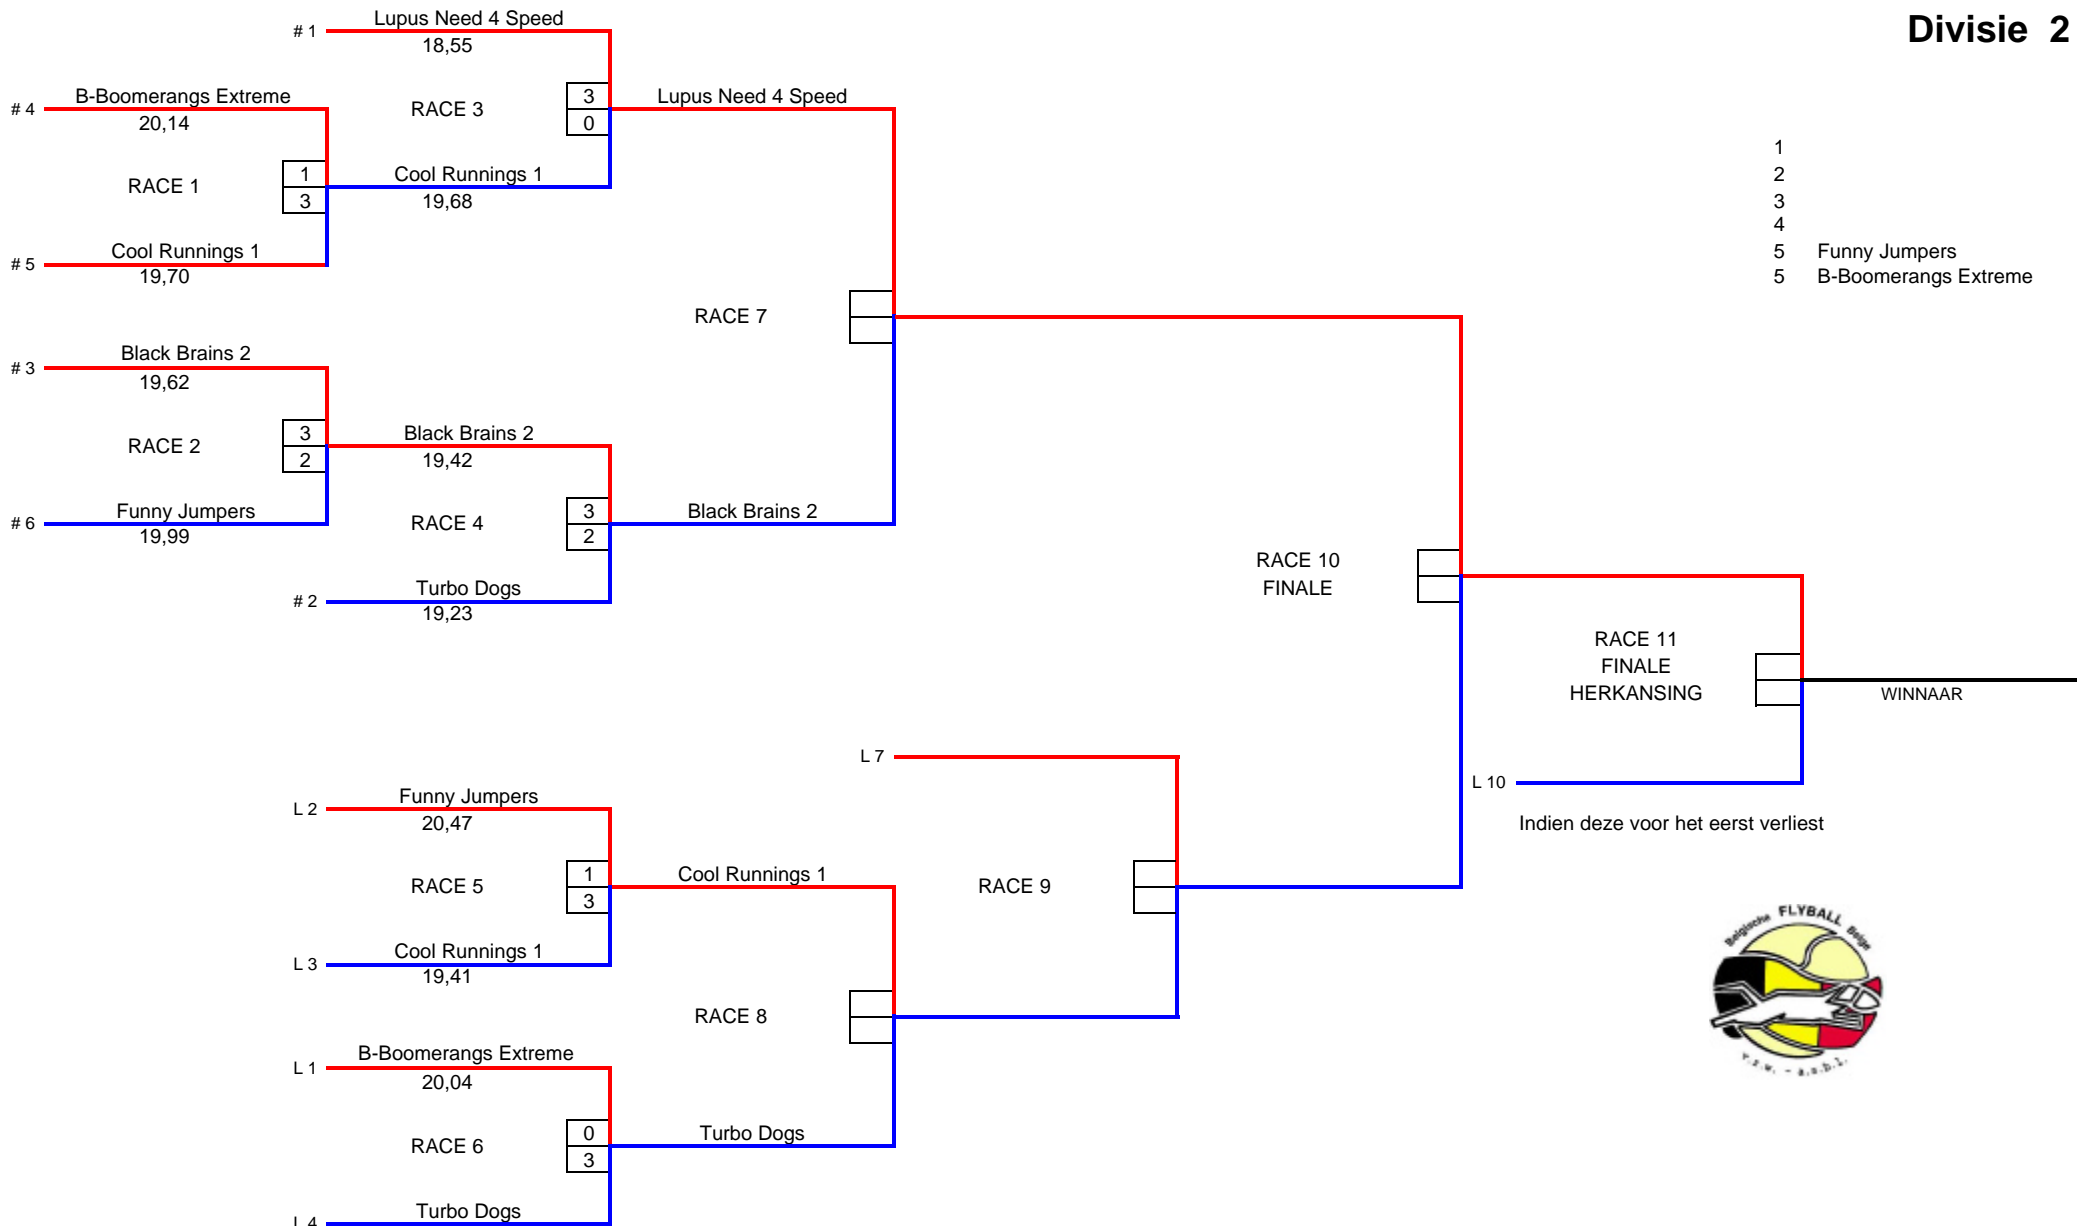 Divisie 2
# 1 Lupus Need 4 Speed
18,55
# 4 B-Boomerangs Extreme
20,14
RACE 3
3
0
Lupus Need 4 Speed
RACE 1
1
3
Cool Runnings 1
19,68
# 5 Cool Runnings 1
19,70
1
2
3
4
5 Funny Jumpers
5 B-Boomerangs Extreme
RACE 7
# 3 Black Brains 2
19,62
RACE 2
3
2
Black Brains 2
19,42
# 6 Funny Jumpers
19,99
RACE 4
3
2
Black Brains 2
# 2 Turbo Dogs
19,23
RACE 10
FINALE
RACE 11
FINALE
HERKANSING
WINNAAR
L 7
L 10
Indien deze voor het eerst verliest
L 2 Funny Jumpers
20,47
RACE 5
1
3
Cool Runnings 1
RACE 9
L 3 Cool Runnings 1
19,41
RACE 8
L 1 B-Boomerangs Extreme
20,04
RACE 6
0
3
Turbo Dogs
L 4 Turbo Dogs
Belgische FLYBALL Belge
v.z.w. - a.s.b.l.